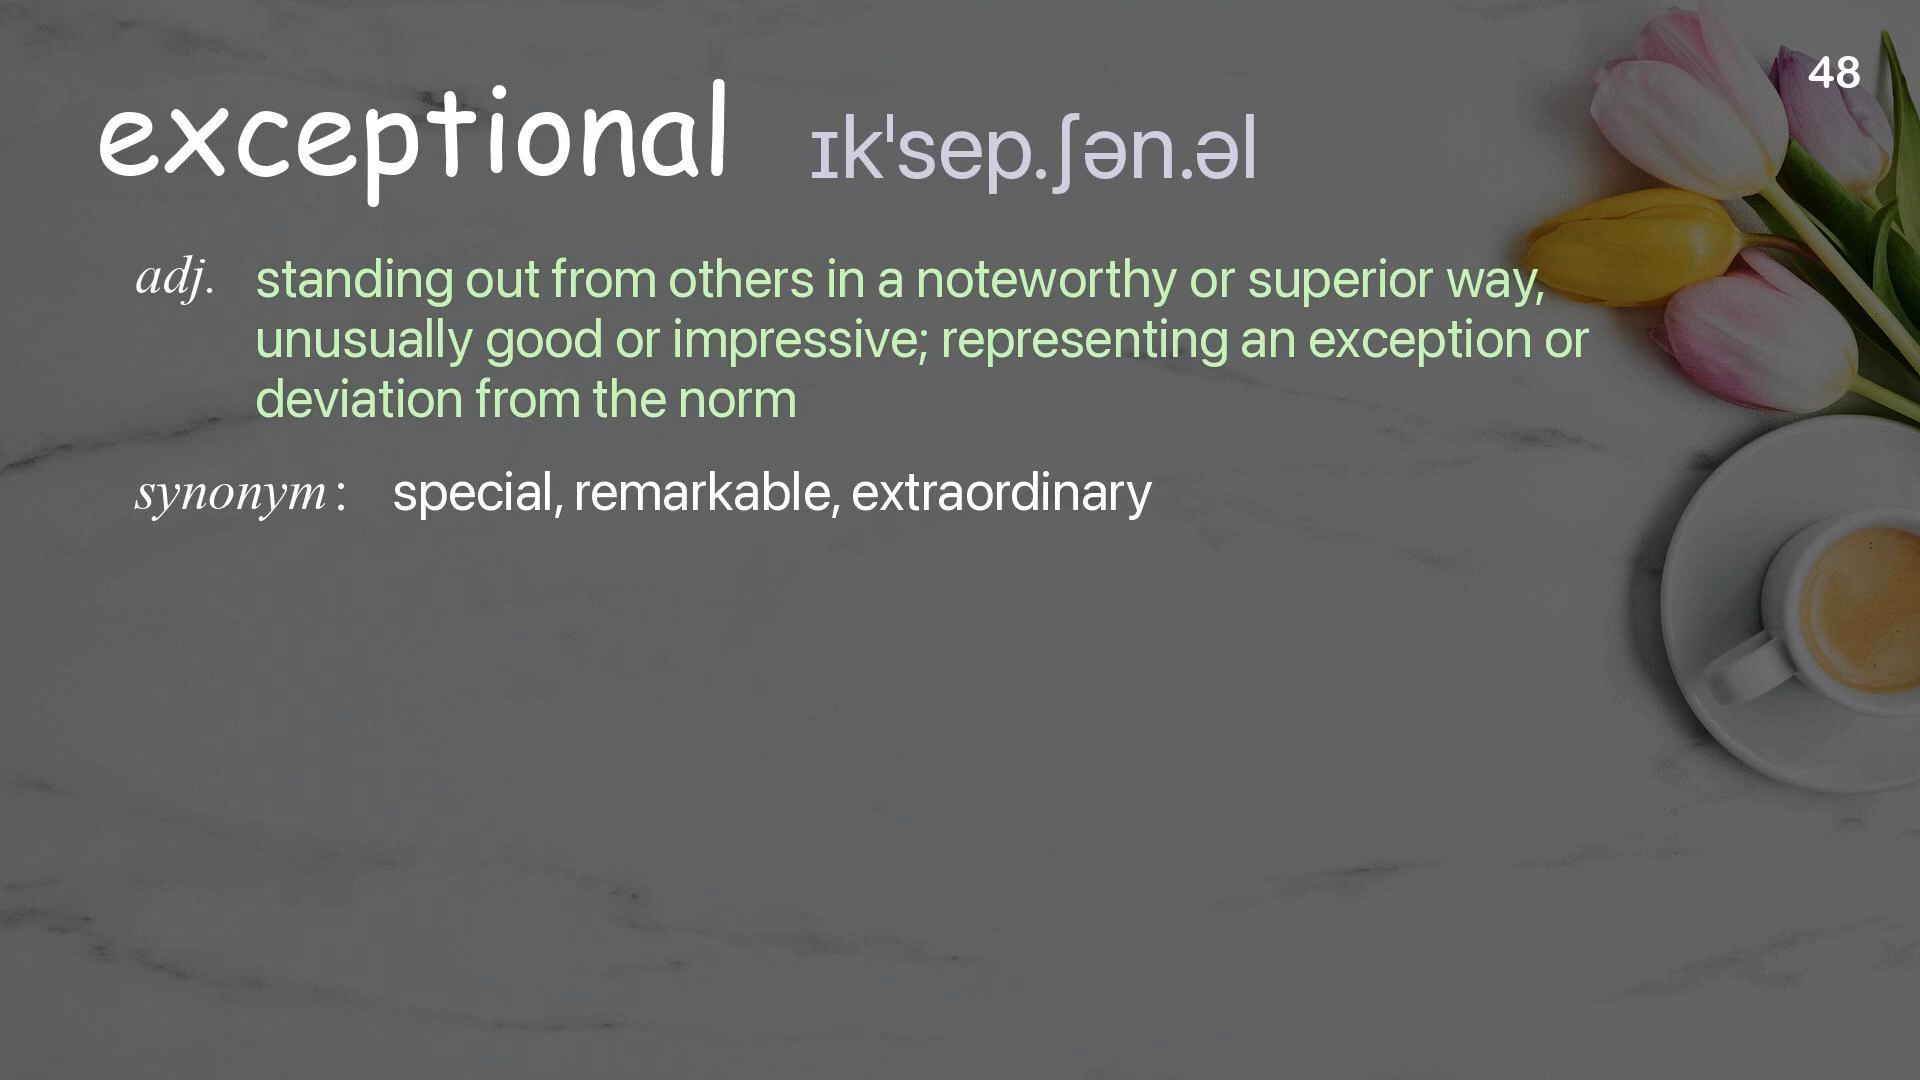 48
exceptional ɪkˈsep.ʃən.əl
adj. standing out from others in a noteworthy or superior way,
unusually good or impressive; representing an exception or
deviation from the norm
synonym : special, remarkable, extraordinary